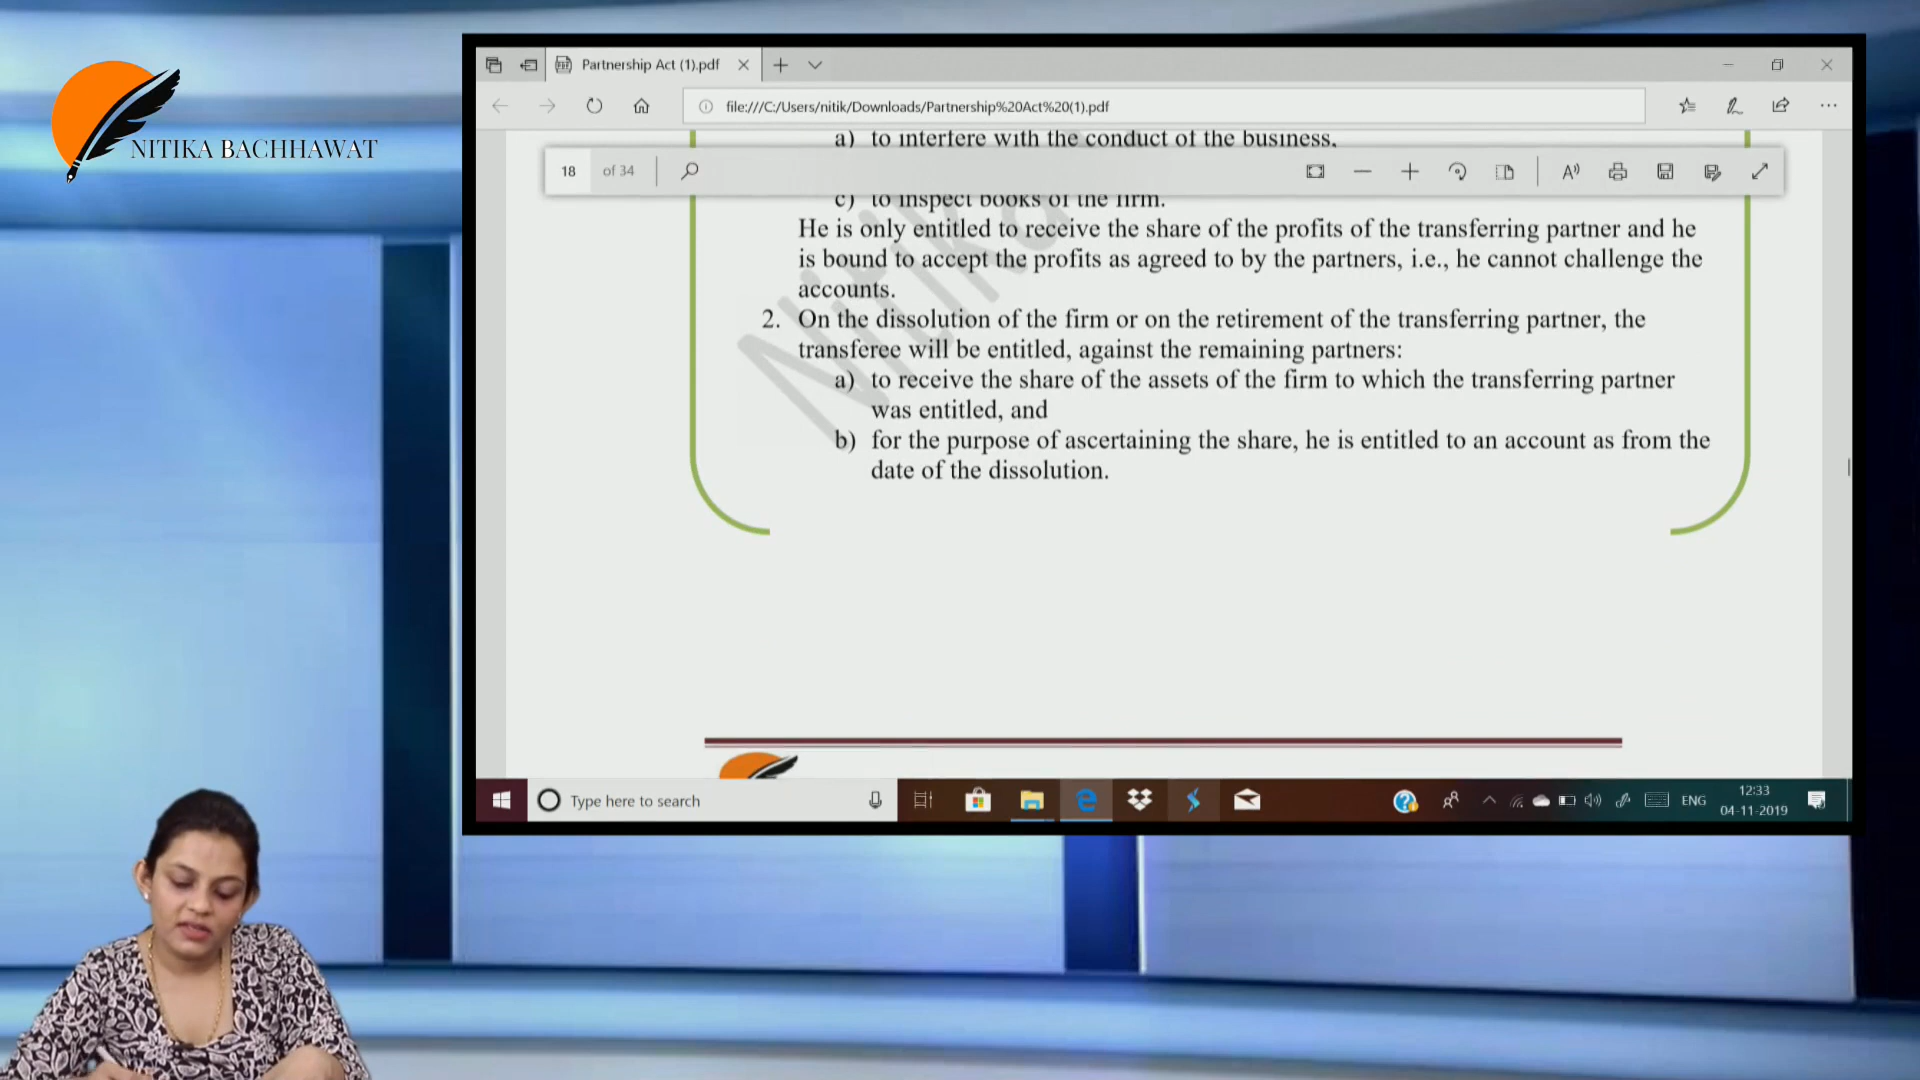 NITIKA BACHHAWAT
Partnership Act (1).pdf
file:///C:/Users/nitik/Downloads/Partnership%20Act%20(1).pdf
a) to interfere with the conduct of the business,
18 of 34
c) to inspect books of the firm.
He is only entitled to receive the share of the profits of the transferring partner and he
is bound to accept the profits as agreed to by the partners, i.e., he cannot challenge the
accounts.
2. On the dissolution of the firm or on the retirement of the transferring partner, the
transferee will be entitled, against the remaining partners:
a) to receive the share of the assets of the firm to which the transferring partner
was entitled, and
b) for the purpose of ascertaining the share, he is entitled to an account as from the
date of the dissolution.
Nitika
Type here to search
ENG
12:33
04-11-2019